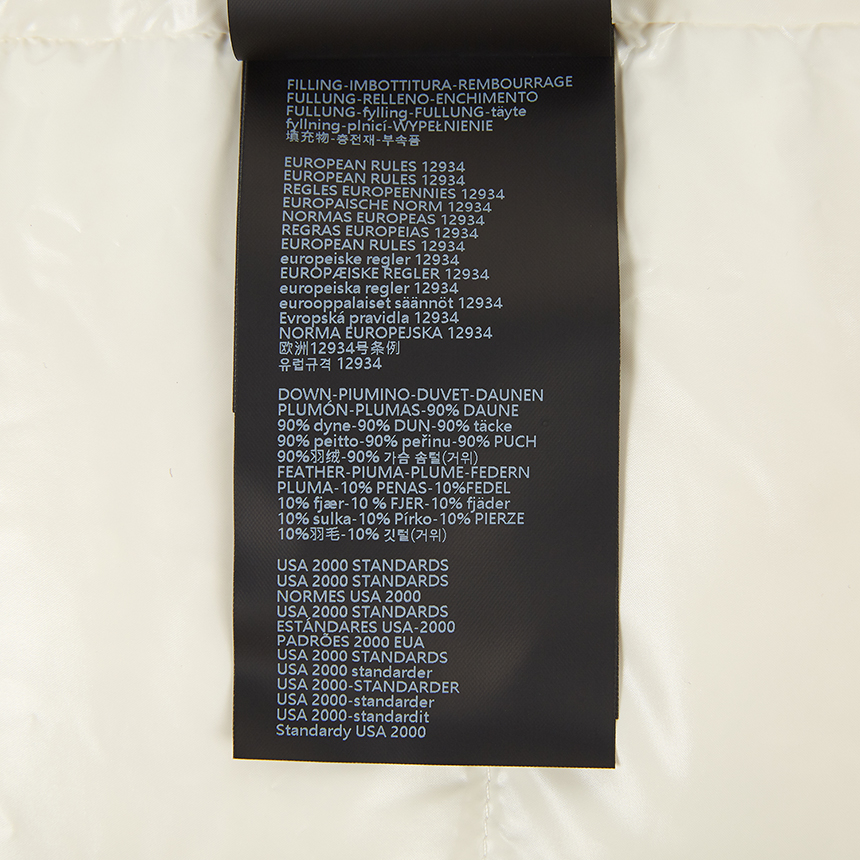 FILLING-IMBOTTITURA-REMBOURRAGE
FULLUNG-RELLENO-ENCHIMENTO
FULLUNG-fylling-FULLUNG-täyte
fyllning-plnicí-WYPEŁNIENIE
填充物-충전재-부속품
EUROPEAN RULES 12934
EUROPEAN RULES 12934
REGLES EUROPEENNIES 12934
EUROPAISCHE NORM 12934
NORMAS EUROPEAS 12934
REGRAS EUROPEIAS 12934
EUROPEAN RULES 12934
europeiske regler 12934
EUROPÆISKE REGLER 12934
europeiska regler 12934
eurooppalaiset säännöt 12934
Evropská pravidla 12934
NORMA EUROPEJSKA 12934
欧洲12934号条例
유럽규격 12934
DOWN-PIUMINO-DUVET-DAUNEN
PLUMÓN-PLUMAS-90% DAUNE
90% dyne-90% DUN-90% täcke
90% peitto-90% peřinu-90% PUCH
90%羽绒-90% 가슴 솜털(거위)
FEATHER-PIUMA-PLUME-FEDERN
PLUMA-10% PENAS-10%FEDEL
10% fjær-10 % FJER-10% fjäder
10% sulka-10% Pírko-10% PIERZE
10%羽毛-10% 깃털(거위)
USA 2000 STANDARDS
USA 2000 STANDARDS
NORMES USA 2000
USA 2000 STANDARDS
ESTÁNDARES USA-2000
PADRÕES 2000 EUA
USA 2000 STANDARDS
USA 2000 standarder
USA 2000-STANDARDER
USA 2000-standarder
USA 2000-standardit
Standardy USA 2000